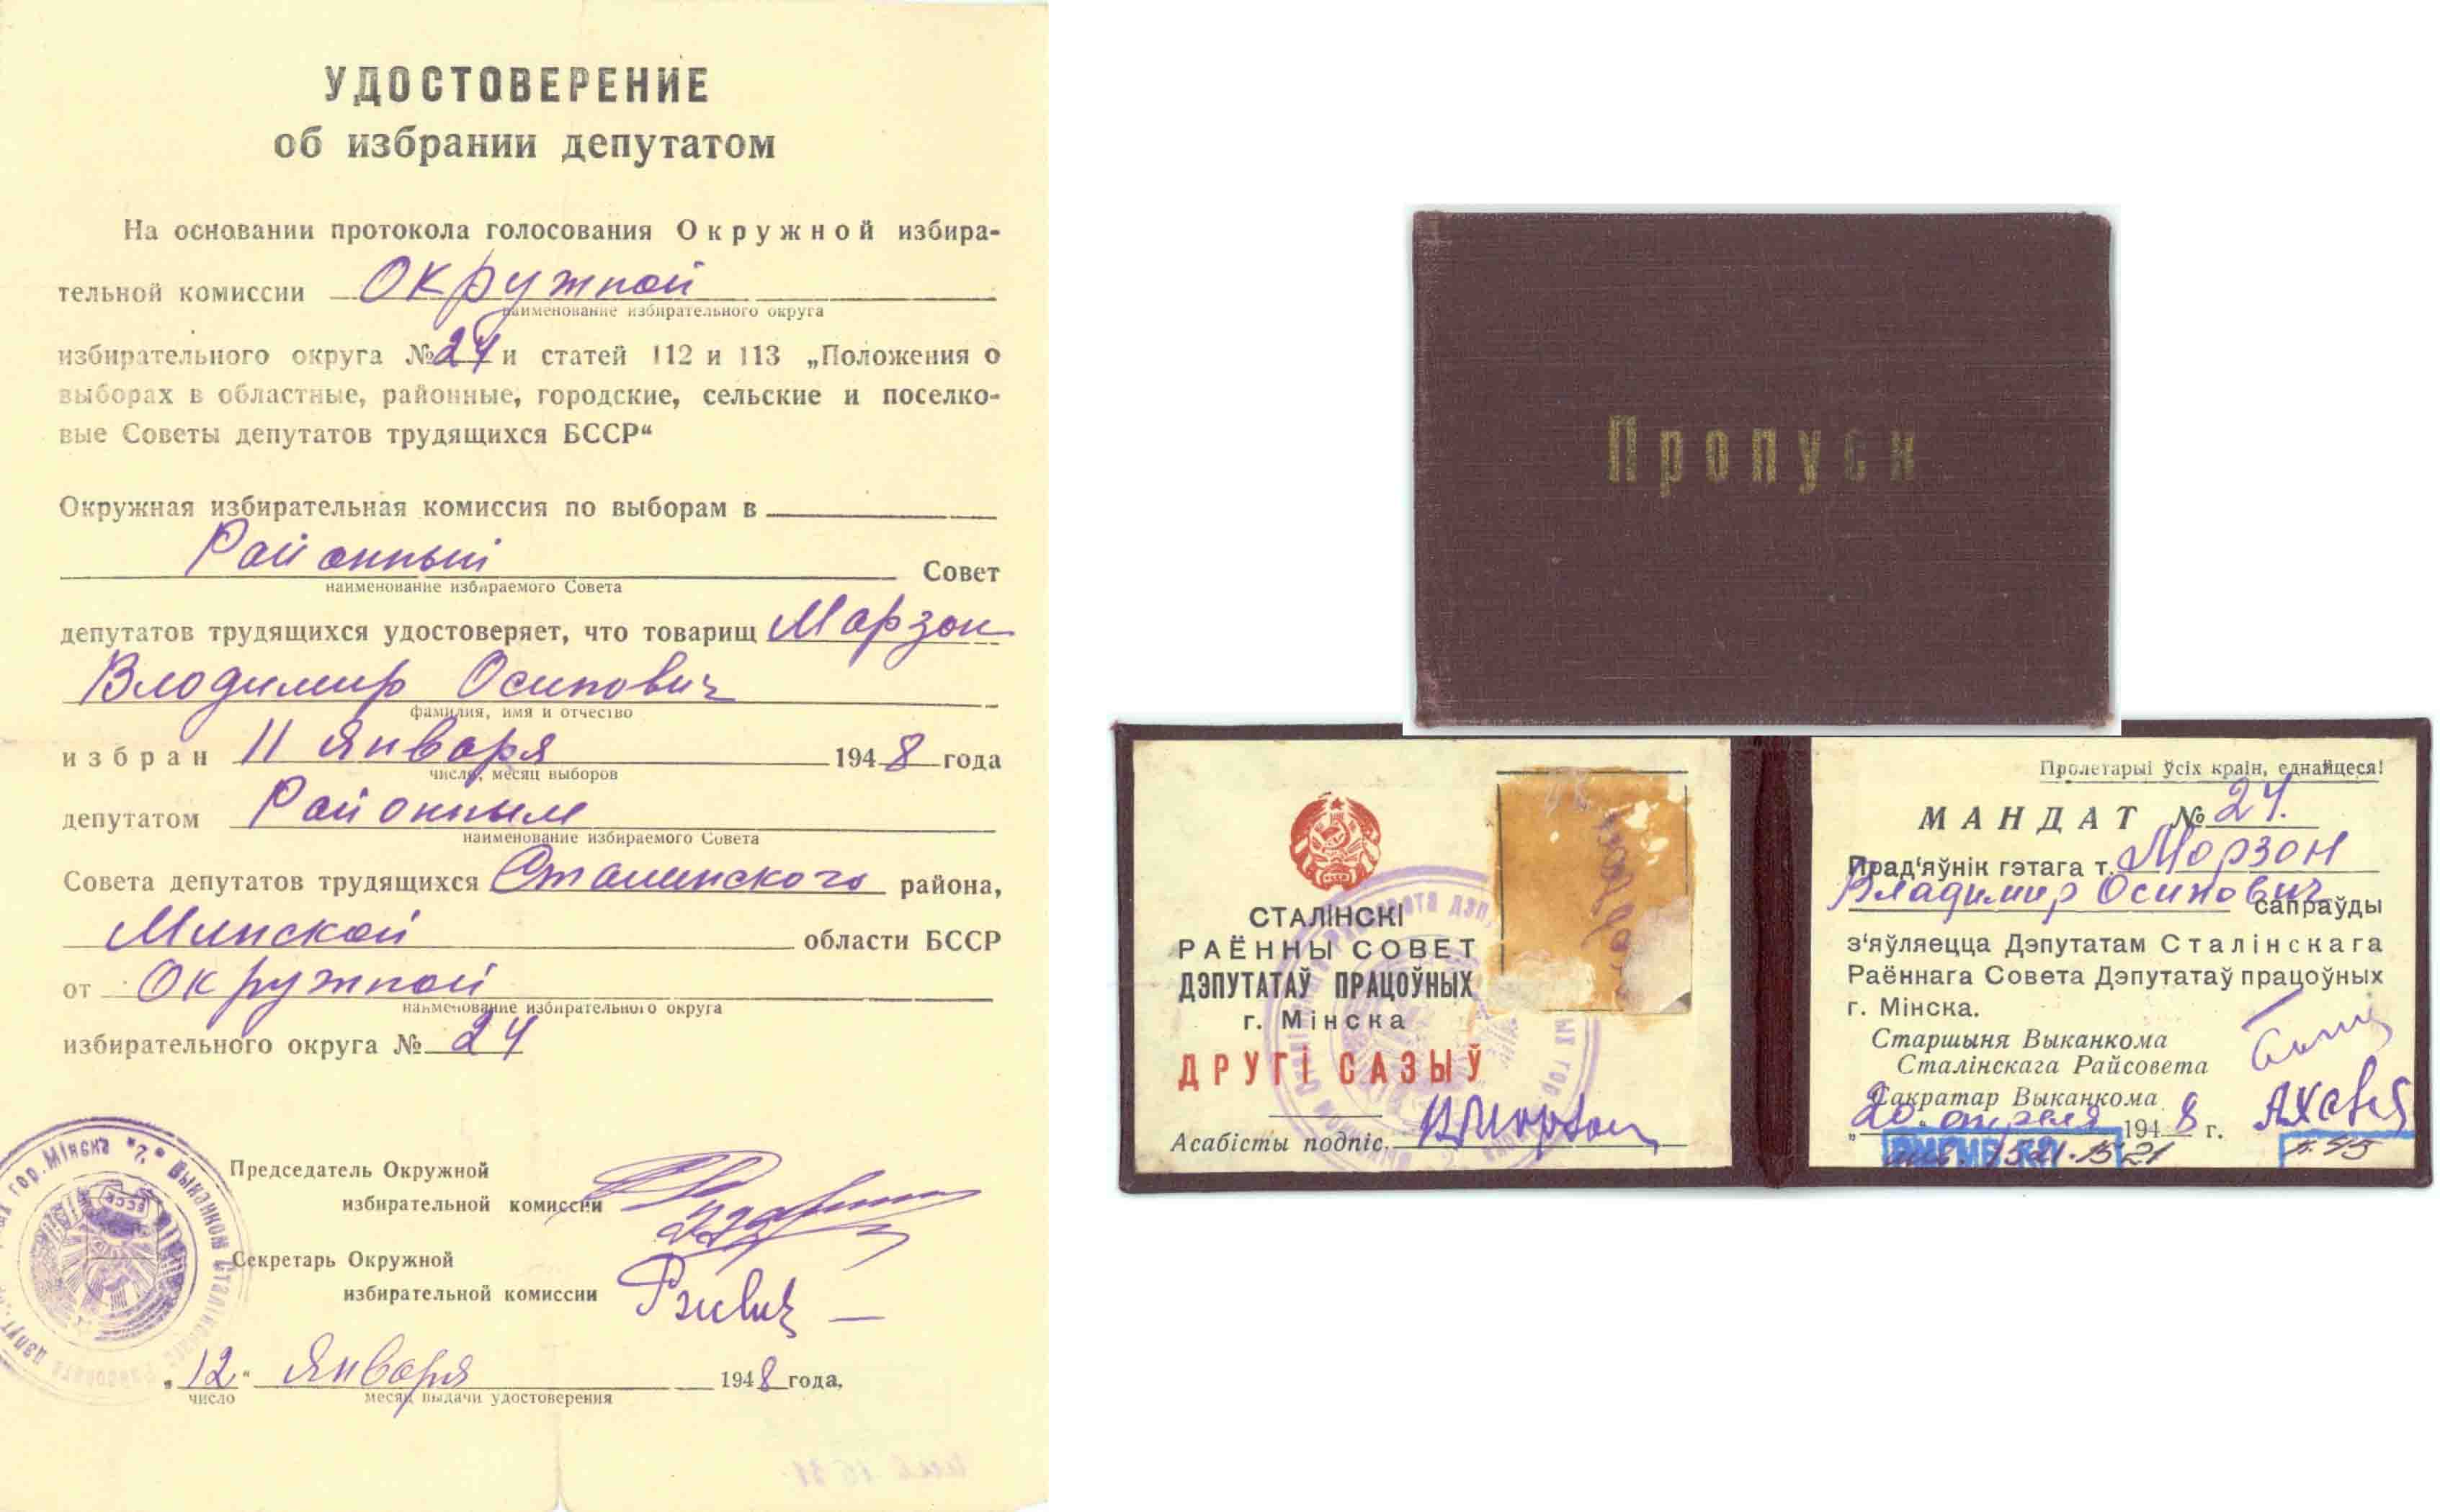 УДОСТОВЕРЕНИЕ
об избрании депутатом
На основании протокола голосования Окружной избира-
тельной комиссии Окружной
наименование избирательного округа
избирательного округа № 24 и статей 112 и 113 „Положения о
выборах в областные, районные, городские, сельские и поселко-
вые Советы депутатов трудящихся БССР“
Окружная избирательная комиссия по выборам в
Районный Совет
наименование избираемого Совета
депутатов трудящихся удостоверяет, что товарищ Марзон
Владимир Осипович
фамилия, имя и отчество
избран 11 Января 1948 года
число, месяц выборов
депутатом Районным
наименование избираемого Совета
Совета депутатов трудящихся Сталинского района,
Минской области БССР
от Окружной
наименование избирательного округа
избирательного округа № 24
Председатель Окружной
избирательной комиссии
Секретарь Окружной
избирательной комиссии
„12“ Января 1948 года.
число месяц выдачи удостоверения
Пропуск
СТАЛІНСКІ
РАЁННЫ СОВЕТ
ДЭПУТАТАЎ ПРАЦОЎНЫХ
г. Мінска
ДРУГІ САЗЫЎ
Асабісты подпіс
Пролетарыі ўсіх краін, еднайцеся!
МАНДАТ № 24.
Прад'яўнік гэтага т. Морзон
Владимир Осипович сапраўды
з'яўляецца Дэпутатам Сталінскага
Раённага Совета Дэпутатаў працоўных
г. Мінска.
Старшыня Выканкома
Сталінскага Райсовета
Сакратар Выканкома
„20“ апреля 1948 г.